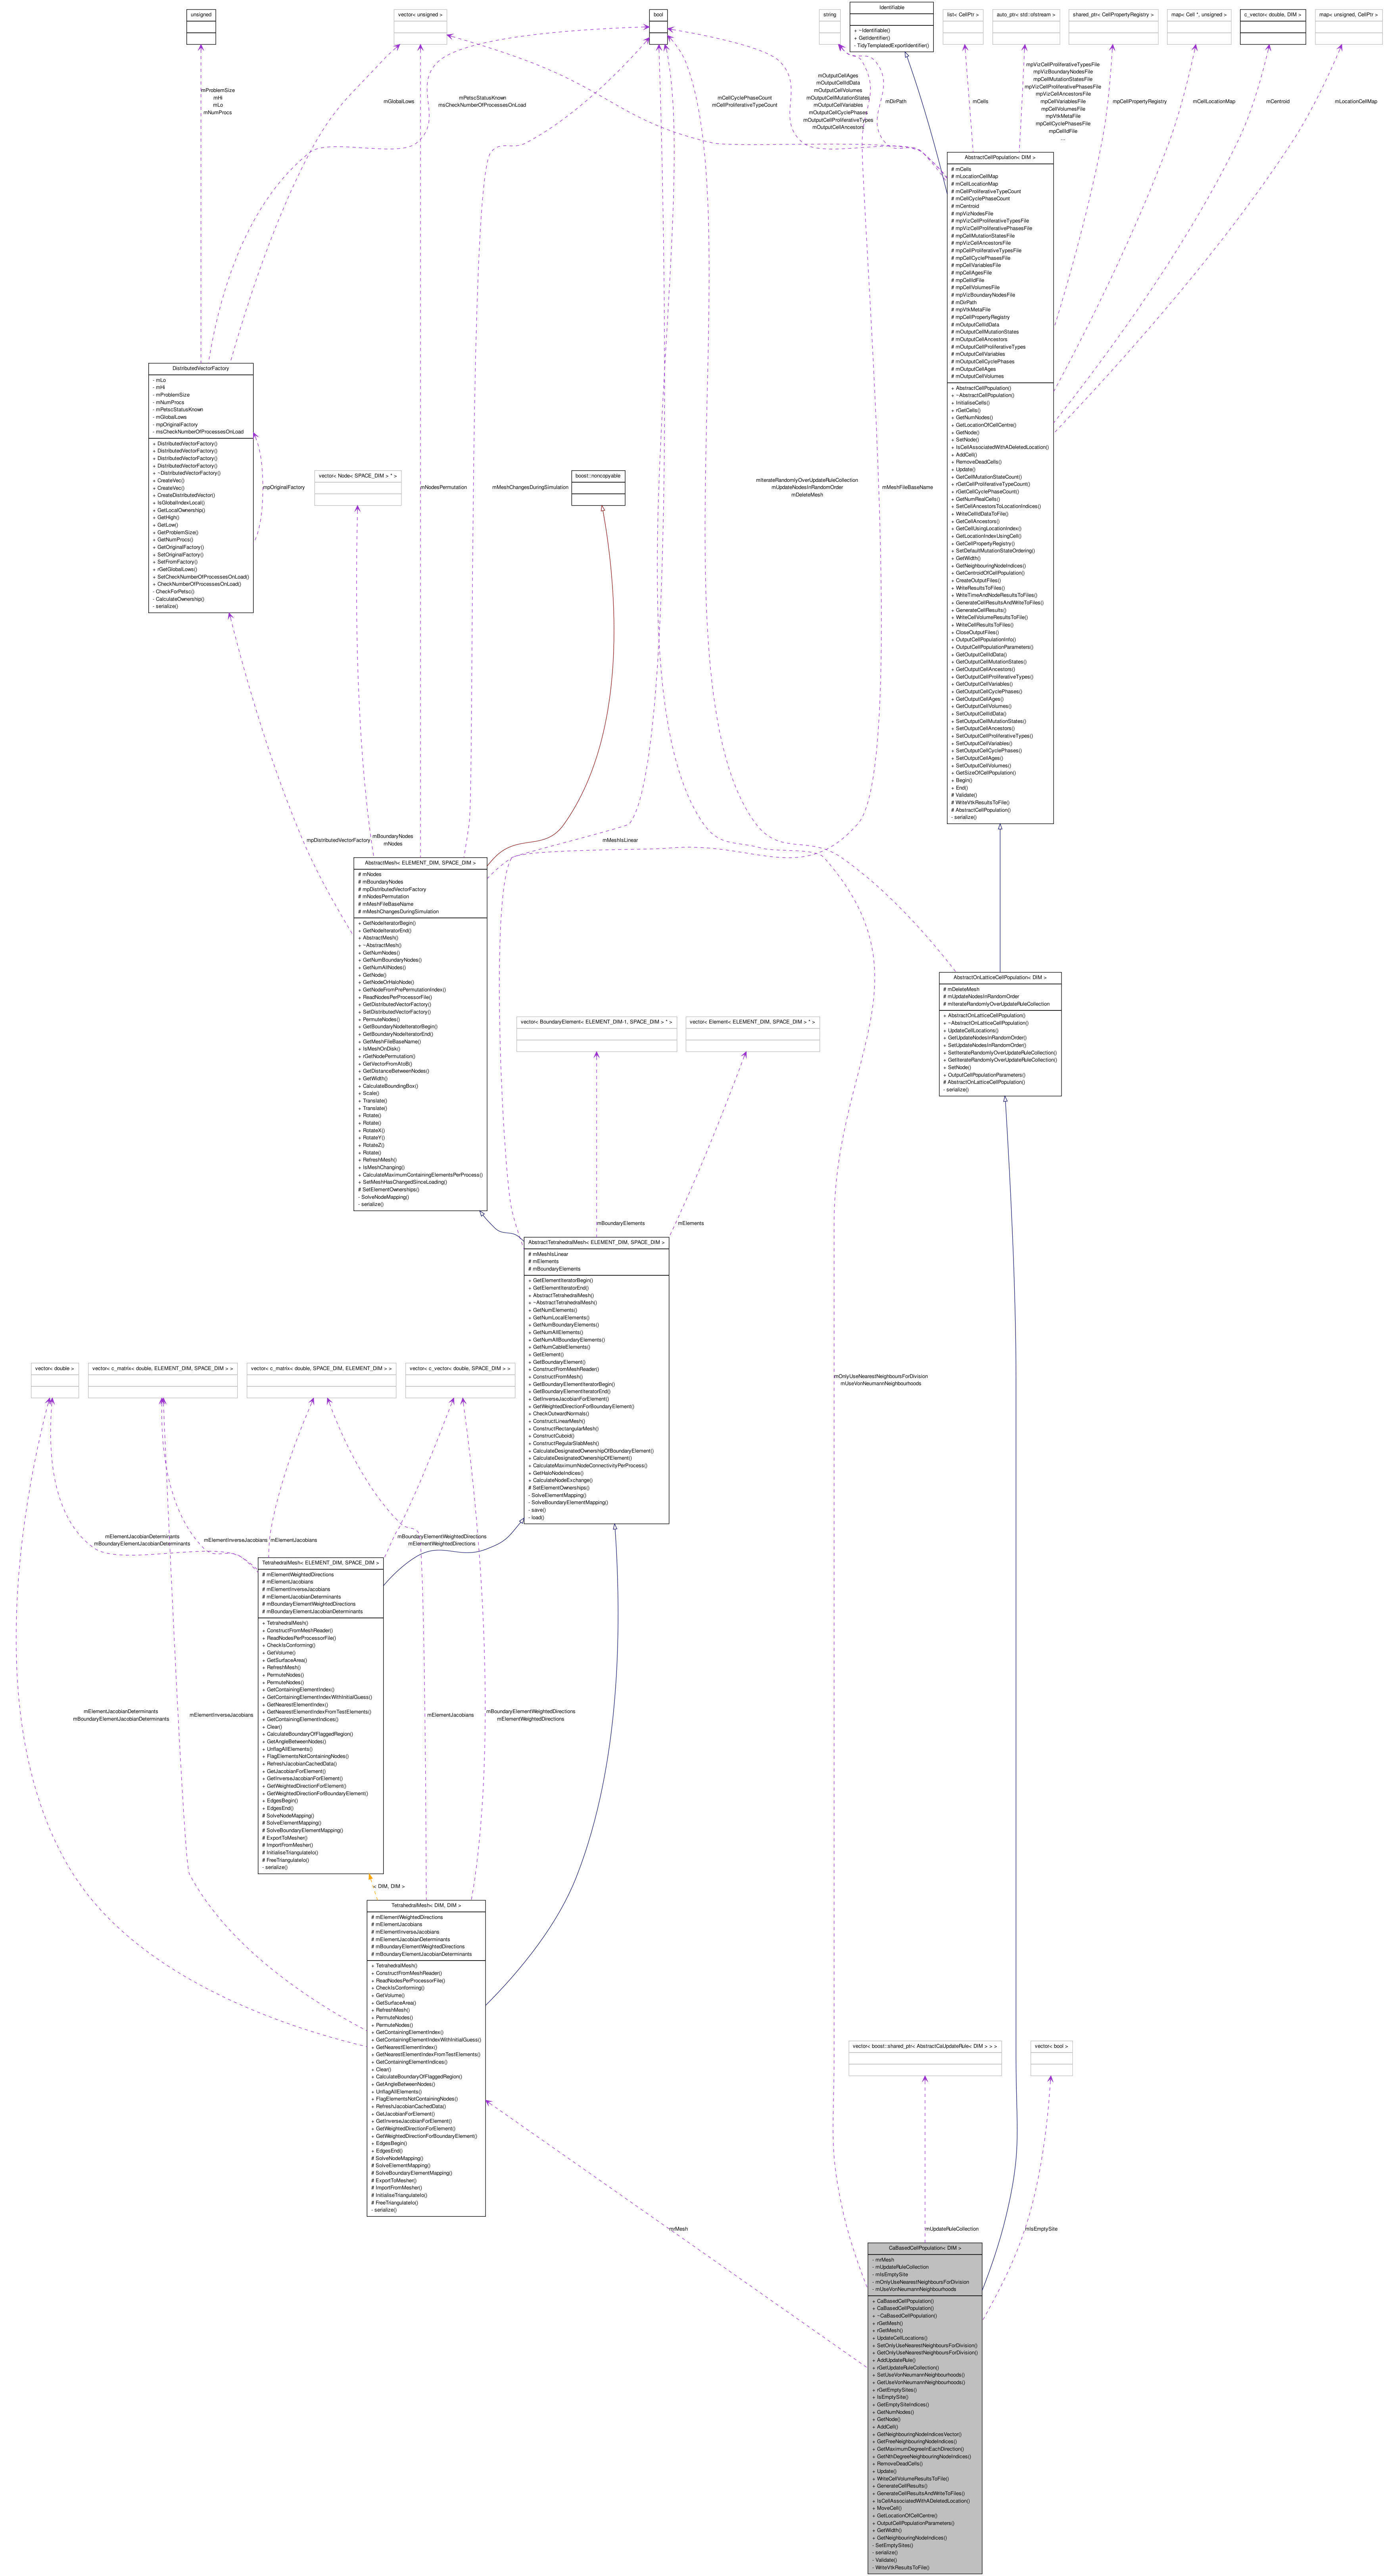 unsigned
vector< unsigned >
bool
string
Identifiable
+ ~Identifiable()
+ GetIdentifier()
- TidyTemplatedExportIdentifier()
list< CellPtr >
auto_ptr< std::ofstream >
shared_ptr< CellPropertyRegistry >
map< Cell *, unsigned >
c_vector< double, DIM >
map< unsigned, CellPtr >
mProblemSize
mHi
mLo
mNumProcs
mGlobalLows
mPetscStatusKnown
msCheckNumberOfProcessesOnLoad
mCellCyclePhaseCount
mCellProliferativeTypeCount
mOutputCellAges
mOutputCellIdData
mOutputCellVolumes
mOutputCellMutationStates
mOutputCellVariables
mOutputCellCyclePhases
mOutputCellProliferativeTypes
mOutputCellAncestors
mDirPath
mCells
mpVizCellProliferativeTypesFile
mpVizBoundaryNodesFile
mpCellMutationStatesFile
mpVizCellProliferativePhasesFile
mpVizCellAncestorsFile
mpCellVariablesFile
mpCellVolumesFile
mpVtkMetaFile
mpCellCyclePhasesFile
mpCellIdFile
...
mpCellPropertyRegistry
mCellLocationMap
mCentroid
mLocationCellMap
AbstractCellPopulation< DIM >
# mCells
# mLocationCellMap
# mCellLocationMap
# mCellProliferativeTypeCount
# mCellCyclePhaseCount
# mCentroid
# mpVizNodesFile
# mpVizCellProliferativeTypesFile
# mpVizCellProliferativePhasesFile
# mpCellMutationStatesFile
# mpVizCellAncestorsFile
# mpCellProliferativeTypesFile
# mpCellCyclePhasesFile
# mpCellVariablesFile
# mpCellAgesFile
# mpCellIdFile
# mpCellVolumesFile
# mpVizBoundaryNodesFile
# mDirPath
# mpVtkMetaFile
# mpCellPropertyRegistry
# mOutputCellIdData
# mOutputCellMutationStates
# mOutputCellAncestors
# mOutputCellProliferativeTypes
# mOutputCellVariables
# mOutputCellCyclePhases
# mOutputCellAges
# mOutputCellVolumes
+ AbstractCellPopulation()
+ ~AbstractCellPopulation()
+ InitialiseCells()
+ rGetCells()
+ GetNumNodes()
+ GetLocationOfCellCentre()
+ GetNode()
+ SetNode()
+ IsCellAssociatedWithADeletedLocation()
+ AddCell()
+ RemoveDeadCells()
+ Update()
+ GetCellMutationStateCount()
+ rGetCellProliferativeTypeCount()
+ rGetCellCyclePhaseCount()
+ GetNumRealCells()
+ SetCellAncestorsToLocationIndices()
+ WriteCellIdDataToFile()
+ GetCellAncestors()
+ GetCellUsingLocationIndex()
+ GetLocationIndexUsingCell()
+ GetCellPropertyRegistry()
+ SetDefaultMutationStateOrdering()
+ GetWidth()
+ GetNeighbouringNodeIndices()
+ GetCentroidOfCellPopulation()
+ CreateOutputFiles()
+ WriteResultsToFiles()
+ WriteTimeAndNodeResultsToFiles()
+ GenerateCellResultsAndWriteToFiles()
+ GenerateCellResults()
+ WriteCellVolumeResultsToFile()
+ WriteCellResultsToFiles()
+ CloseOutputFiles()
+ OutputCellPopulationInfo()
+ OutputCellPopulationParameters()
+ GetOutputCellIdData()
+ GetOutputCellMutationStates()
+ GetOutputCellAncestors()
+ GetOutputCellProliferativeTypes()
+ GetOutputCellVariables()
+ GetOutputCellCyclePhases()
+ GetOutputCellAges()
+ GetOutputCellVolumes()
+ SetOutputCellIdData()
+ SetOutputCellMutationStates()
+ SetOutputCellAncestors()
+ SetOutputCellProliferativeTypes()
+ SetOutputCellVariables()
+ SetOutputCellCyclePhases()
+ SetOutputCellAges()
+ SetOutputCellVolumes()
+ GetSizeOfCellPopulation()
+ Begin()
+ End()
# Validate()
# WriteVtkResultsToFile()
# AbstractCellPopulation()
- serialize()
DistributedVectorFactory
- mLo
- mHi
- mProblemSize
- mNumProcs
- mPetscStatusKnown
- mGlobalLows
- mpOriginalFactory
- msCheckNumberOfProcessesOnLoad
+ DistributedVectorFactory()
+ DistributedVectorFactory()
+ DistributedVectorFactory()
+ DistributedVectorFactory()
+ ~DistributedVectorFactory()
+ CreateVec()
+ CreateVec()
+ CreateDistributedVector()
+ IsGlobalIndexLocal()
+ GetLocalOwnership()
+ GetHigh()
+ GetLow()
+ GetProblemSize()
+ GetNumProcs()
+ GetOriginalFactory()
+ SetOriginalFactory()
+ SetFromFactory()
+ rGetGlobalLows()
+ SetCheckNumberOfProcessesOnLoad()
+ CheckNumberOfProcessesOnLoad()
- CheckForPetsc()
- CalculateOwnership()
- serialize()
mpOriginalFactory
vector< Node< SPACE_DIM > * >
mNodesPermutation
mMeshChangesDuringSimulation
boost::noncopyable
mIterateRandomlyOverUpdateRuleCollection
mUpdateNodesInRandomOrder
mDeleteMesh
mMeshFileBaseName
mpDistributedVectorFactory
mBoundaryNodes
mNodes
mMeshIsLinear
AbstractMesh< ELEMENT_DIM, SPACE_DIM >
# mNodes
# mBoundaryNodes
# mpDistributedVectorFactory
# mNodesPermutation
# mMeshFileBaseName
# mMeshChangesDuringSimulation
+ GetNodeIteratorBegin()
+ GetNodeIteratorEnd()
+ AbstractMesh()
+ ~AbstractMesh()
+ GetNumNodes()
+ GetNumBoundaryNodes()
+ GetNumAllNodes()
+ GetNode()
+ GetNodeOrHaloNode()
+ GetNodeFromPrePermutationIndex()
+ ReadNodesPerProcessorFile()
+ GetDistributedVectorFactory()
+ SetDistributedVectorFactory()
+ PermuteNodes()
+ GetBoundaryNodeIteratorBegin()
+ GetBoundaryNodeIteratorEnd()
+ GetMeshFileBaseName()
+ IsMeshOnDisk()
+ rGetNodePermutation()
+ GetVectorFromAtoB()
+ GetDistanceBetweenNodes()
+ GetWidth()
+ CalculateBoundingBox()
+ Scale()
+ Translate()
+ Translate()
+ Rotate()
+ Rotate()
+ RotateX()
+ RotateY()
+ RotateZ()
+ Rotate()
+ RefreshMesh()
+ IsMeshChanging()
+ CalculateMaximumContainingElementsPerProcess()
+ SetMeshHasChangedSinceLoading()
# SetElementOwnerships()
- SolveNodeMapping()
- serialize()
AbstractOnLatticeCellPopulation< DIM >
# mDeleteMesh
# mUpdateNodesInRandomOrder
# mIterateRandomlyOverUpdateRuleCollection
+ AbstractOnLatticeCellPopulation()
+ ~AbstractOnLatticeCellPopulation()
+ UpdateCellLocations()
+ GetUpdateNodesInRandomOrder()
+ SetUpdateNodesInRandomOrder()
+ SetIterateRandomlyOverUpdateRuleCollection()
+ GetIterateRandomlyOverUpdateRuleCollection()
+ SetNode()
+ OutputCellPopulationParameters()
# AbstractOnLatticeCellPopulation()
- serialize()
vector< BoundaryElement< ELEMENT_DIM-1, SPACE_DIM > * >
vector< Element< ELEMENT_DIM, SPACE_DIM > * >
mBoundaryElements
mElements
AbstractTetrahedralMesh< ELEMENT_DIM, SPACE_DIM >
# mMeshIsLinear
# mElements
# mBoundaryElements
+ GetElementIteratorBegin()
+ GetElementIteratorEnd()
+ AbstractTetrahedralMesh()
+ ~AbstractTetrahedralMesh()
+ GetNumElements()
+ GetNumLocalElements()
+ GetNumBoundaryElements()
+ GetNumAllElements()
+ GetNumAllBoundaryElements()
+ GetNumCableElements()
+ GetElement()
+ GetBoundaryElement()
+ ConstructFromMeshReader()
+ ConstructFromMesh()
+ GetBoundaryElementIteratorBegin()
+ GetBoundaryElementIteratorEnd()
+ GetInverseJacobianForElement()
+ GetWeightedDirectionForBoundaryElement()
+ CheckOutwardNormals()
+ ConstructLinearMesh()
+ ConstructRectangularMesh()
+ ConstructCuboid()
+ ConstructRegularSlabMesh()
+ CalculateDesignatedOwnershipOfBoundaryElement()
+ CalculateDesignatedOwnershipOfElement()
+ CalculateMaximumNodeConnectivityPerProcess()
+ GetHaloNodeIndices()
+ CalculateNodeExchange()
# SetElementOwnerships()
- SolveElementMapping()
- SolveBoundaryElementMapping()
- save()
- load()
vector< double >
vector< c_matrix< double, ELEMENT_DIM, SPACE_DIM > >
vector< c_matrix< double, SPACE_DIM, ELEMENT_DIM > >
vector< c_vector< double, SPACE_DIM > >
mOnlyUseNearestNeighboursForDivision
mUseVonNeumannNeighbourhoods
mElementJacobianDeterminants
mBoundaryElementJacobianDeterminants
mElementInverseJacobians
mElementJacobians
mBoundaryElementWeightedDirections
mElementWeightedDirections
TetrahedralMesh< ELEMENT_DIM, SPACE_DIM >
# mElementWeightedDirections
# mElementJacobians
# mElementInverseJacobians
# mElementJacobianDeterminants
# mBoundaryElementWeightedDirections
# mBoundaryElementJacobianDeterminants
+ TetrahedralMesh()
+ ConstructFromMeshReader()
+ ReadNodesPerProcessorFile()
+ CheckIsConforming()
+ GetVolume()
+ GetSurfaceArea()
+ RefreshMesh()
+ PermuteNodes()
+ PermuteNodes()
+ GetContainingElementIndex()
+ GetContainingElementIndexWithInitialGuess()
+ GetNearestElementIndex()
+ GetNearestElementIndexFromTestElements()
+ GetContainingElementIndices()
+ Clear()
+ CalculateBoundaryOfFlaggedRegion()
+ GetAngleBetweenNodes()
+ UnflagAllElements()
+ FlagElementsNotContainingNodes()
+ RefreshJacobianCachedData()
+ GetJacobianForElement()
+ GetInverseJacobianForElement()
+ GetWeightedDirectionForElement()
+ GetWeightedDirectionForBoundaryElement()
+ EdgesBegin()
+ EdgesEnd()
# SolveNodeMapping()
# SolveElementMapping()
# SolveBoundaryElementMapping()
# ExportToMesher()
# ImportFromMesher()
# InitialiseTriangulateIo()
# FreeTriangulateIo()
- serialize()
mElementJacobianDeterminants
mBoundaryElementJacobianDeterminants
mElementInverseJacobians
mElementJacobians
mBoundaryElementWeightedDirections
mElementWeightedDirections
< DIM, DIM >
TetrahedralMesh< DIM, DIM >
# mElementWeightedDirections
# mElementJacobians
# mElementInverseJacobians
# mElementJacobianDeterminants
# mBoundaryElementWeightedDirections
# mBoundaryElementJacobianDeterminants
+ TetrahedralMesh()
+ ConstructFromMeshReader()
+ ReadNodesPerProcessorFile()
+ CheckIsConforming()
+ GetVolume()
+ GetSurfaceArea()
+ RefreshMesh()
+ PermuteNodes()
+ PermuteNodes()
+ GetContainingElementIndex()
+ GetContainingElementIndexWithInitialGuess()
+ GetNearestElementIndex()
+ GetNearestElementIndexFromTestElements()
+ GetContainingElementIndices()
+ Clear()
+ CalculateBoundaryOfFlaggedRegion()
+ GetAngleBetweenNodes()
+ UnflagAllElements()
+ FlagElementsNotContainingNodes()
+ RefreshJacobianCachedData()
+ GetJacobianForElement()
+ GetInverseJacobianForElement()
+ GetWeightedDirectionForElement()
+ GetWeightedDirectionForBoundaryElement()
+ EdgesBegin()
+ EdgesEnd()
# SolveNodeMapping()
# SolveElementMapping()
# SolveBoundaryElementMapping()
# ExportToMesher()
# ImportFromMesher()
# InitialiseTriangulateIo()
# FreeTriangulateIo()
- serialize()
vector< boost::shared_ptr< AbstractCaUpdateRule< DIM > > >
vector< bool >
mrMesh
mUpdateRuleCollection
mIsEmptySite
CaBasedCellPopulation< DIM >
- mrMesh
- mUpdateRuleCollection
- mIsEmptySite
- mOnlyUseNearestNeighboursForDivision
- mUseVonNeumannNeighbourhoods
+ CaBasedCellPopulation()
+ CaBasedCellPopulation()
+ ~CaBasedCellPopulation()
+ rGetMesh()
+ rGetMesh()
+ UpdateCellLocations()
+ SetOnlyUseNearestNeighboursForDivision()
+ GetOnlyUseNearestNeighboursForDivision()
+ AddUpdateRule()
+ rGetUpdateRuleCollection()
+ SetUseVonNeumannNeighbourhoods()
+ GetUseVonNeumannNeighbourhoods()
+ rGetEmptySites()
+ IsEmptySite()
+ GetEmptySiteIndices()
+ GetNumNodes()
+ GetNode()
+ AddCell()
+ GetNeighbouringNodeIndicesVector()
+ GetFreeNeighbouringNodeIndices()
+ GetMaximumDegreeInEachDirection()
+ GetNthDegreeNeighbouringNodeIndices()
+ RemoveDeadCells()
+ Update()
+ WriteCellVolumeResultsToFile()
+ GenerateCellResults()
+ GenerateCellResultsAndWriteToFiles()
+ IsCellAssociatedWithADeletedLocation()
+ MoveCell()
+ GetLocationOfCellCentre()
+ OutputCellPopulationParameters()
+ GetWidth()
+ GetNeighbouringNodeIndices()
- SetEmptySites()
- serialize()
- Validate()
- WriteVtkResultsToFile()